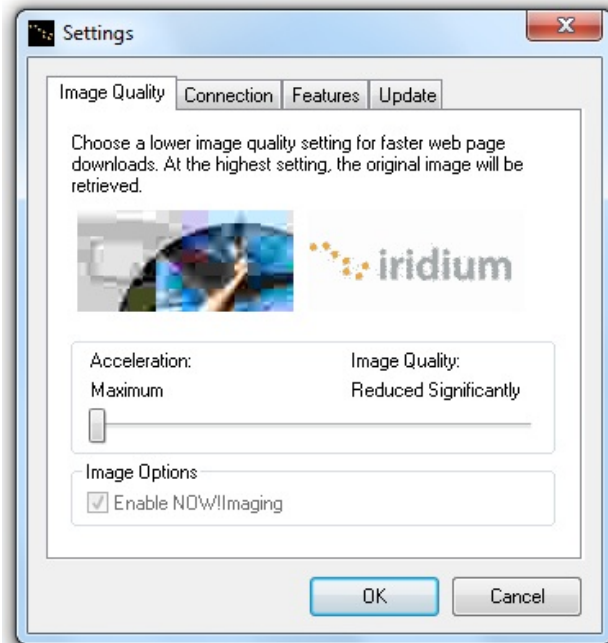 Settings
Image Quality Connection Features Update
Choose a lower image quality setting for faster web page
downloads. At the highest setting, the original image will be
retrieved.
iridium
Acceleration: Image Quality:
Maximum Reduced Significantly
Image Options
Enable NOW!Imaging
OK Cancel